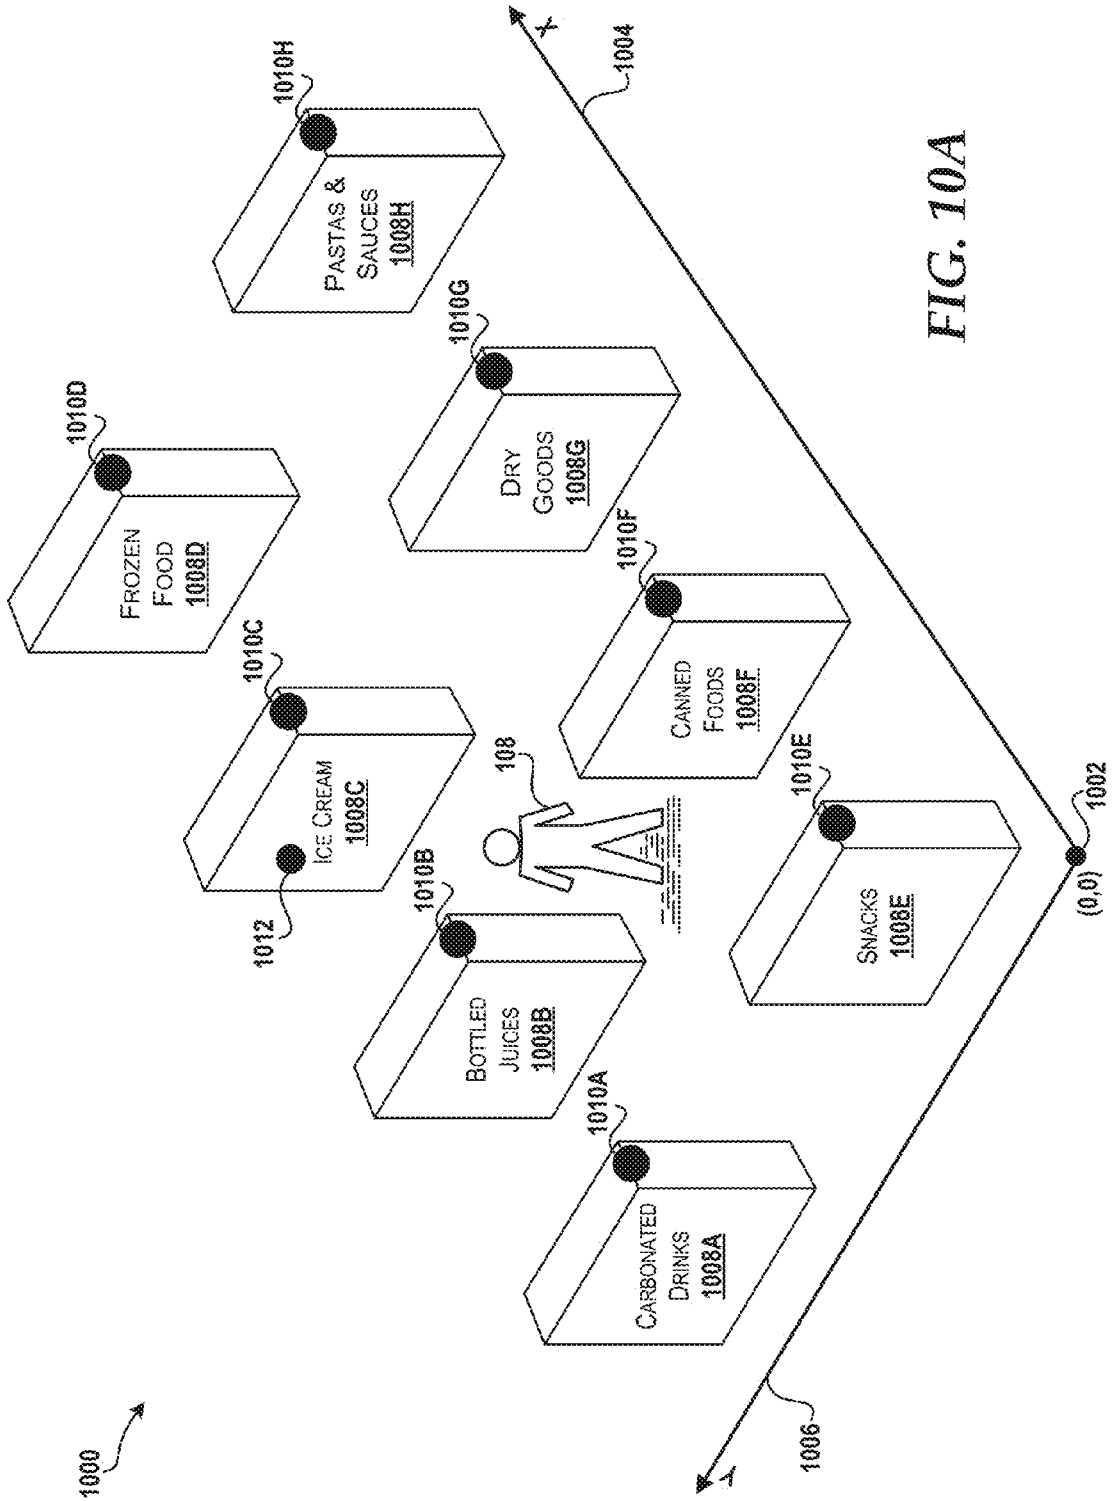 1000
1010D
FROZEN
FOOD
1008D
1010H
PASTAS &
SAUCES
1008H
X
1004
1010C
ICE CREAM
1008C
1012
1010G
DRY
GOODS
1008G
1010B
BOTTLED
JUICES
1008B
108
1010F
CANNED
FOODS
1008F
1010A
CARBONATED
DRINKS
1008A
1010E
SNACKS
1008E
Y
1006
(0,0)
1002
FIG. 10A